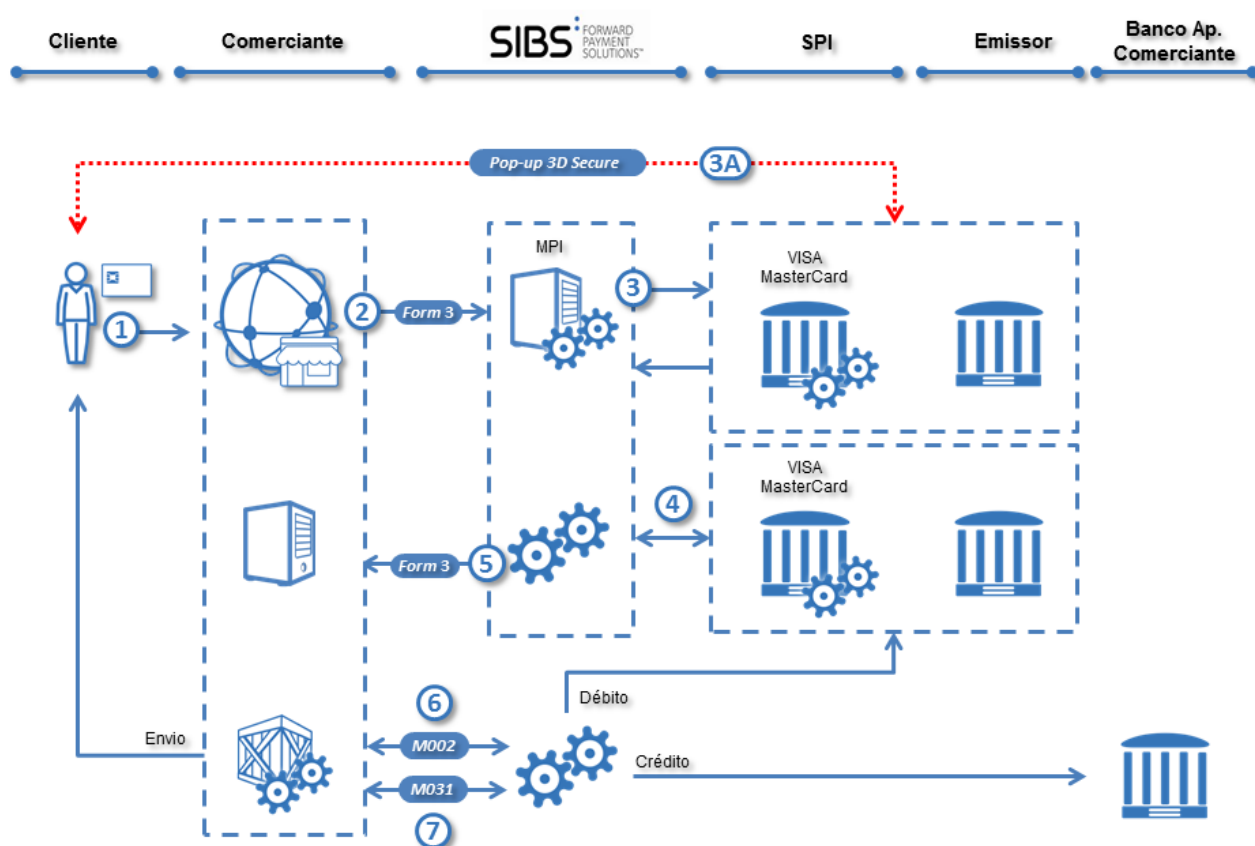 Cliente
Comerciante
SIBS FORWARD
PAYMENT
SOLUTIONS™
SPI
Emissor
Banco Ap.
Comerciante
Pop-up 3D Secure
3A
MPI
VISA
MasterCard
1
2
Form 3
3
VISA
MasterCard
4
Form 3
5
6
Débito
Envio
M002
Crédito
M031
7